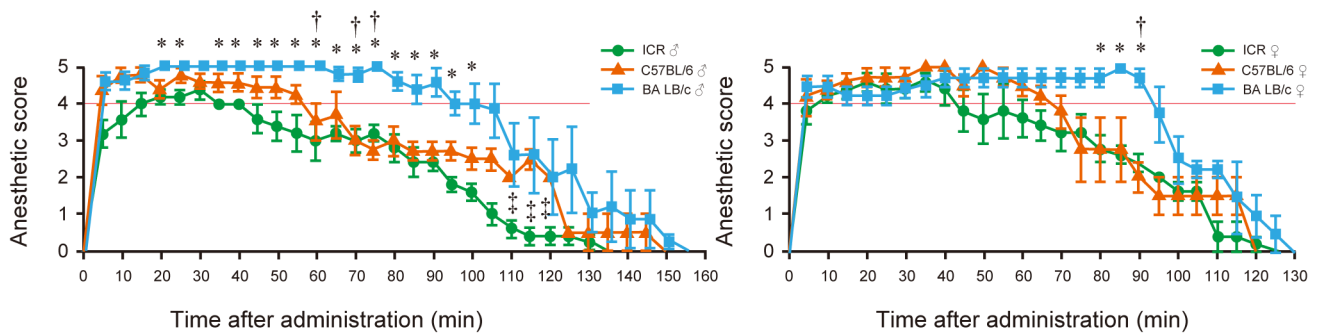 † † †
* * * * * * * * * * * * * * * *
ICR ♂
C57BL/6 ♂
BA LB/c ♂
Anesthetic score
5
4
3
2
1
0
‡ ‡ ‡
0 10 20 30 40 50 60 70 80 90 100 110 120 130 140 150 160
Time after administration (min)
†
* * *
ICR ♀
C57BL/6 ♀
BA LB/c ♀
Anesthetic score
5
4
3
2
1
0
0 10 20 30 40 50 60 70 80 90 100 110 120 130
Time after administration (min)